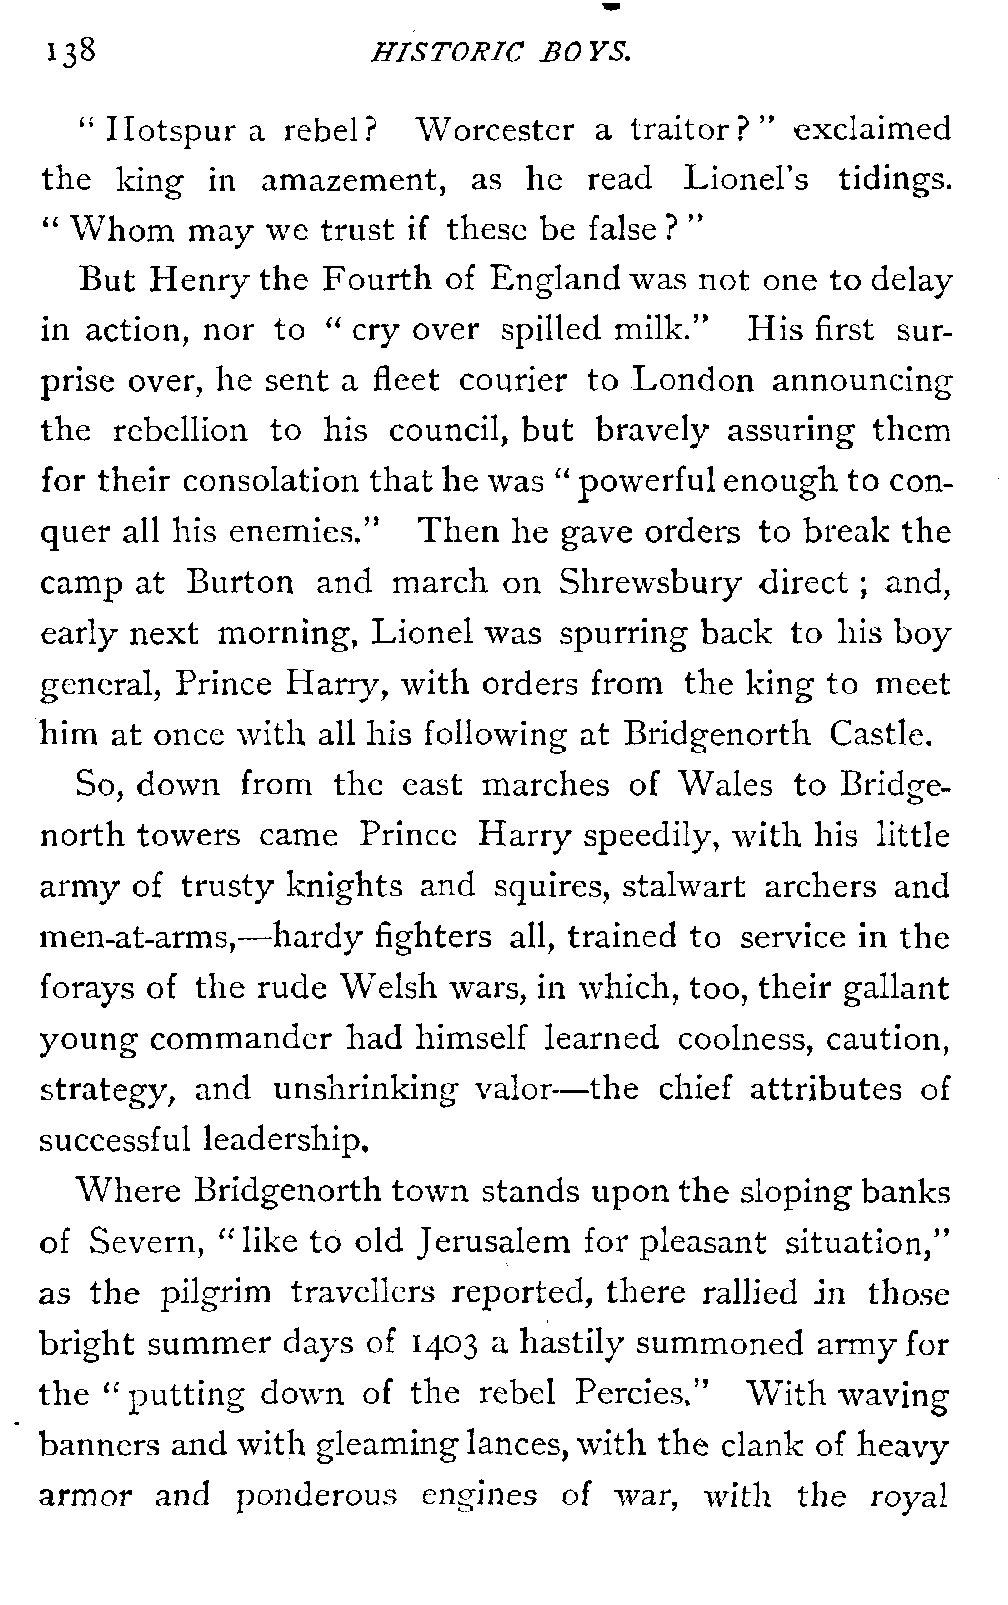 138 HISTORIC BOYS.
“ Hotspur a rebel? Worcester a traitor? ” exclaimed
the king in amazement, as he read Lionel’s tidings.
“ Whom may we trust if these be false ? ”
But Henry the Fourth of England was not one to delay
in action, nor to “ cry over spilled milk.” His first sur-
prise over, he sent a fleet courier to London announcing
the rebellion to his council, but bravely assuring them
for their consolation that he was “ powerful enough to con-
quer all his enemies.” Then he gave orders to break the
camp at Burton and march on Shrewsbury direct ; and,
early next morning, Lionel was spurring back to his boy
general, Prince Harry, with orders from the king to meet
him at once with all his following at Bridgenorth Castle.
So, down from the east marches of Wales to Bridge-
north towers came Prince Harry speedily, with his little
army of trusty knights and squires, stalwart archers and
men-at-arms,—hardy fighters all, trained to service in the
forays of the rude Welsh wars, in which, too, their gallant
young commander had himself learned coolness, caution,
strategy, and unshrinking valor—the chief attributes of
successful leadership.
Where Bridgenorth town stands upon the sloping banks
of Severn, “like to old Jerusalem for pleasant situation,”
as the pilgrim travellers reported, there rallied in those
bright summer days of 1403 a hastily summoned army for
the “ putting down of the rebel Percies.” With waving
banners and with gleaming lances, with the clank of heavy
armor and ponderous engines of war, with the royal